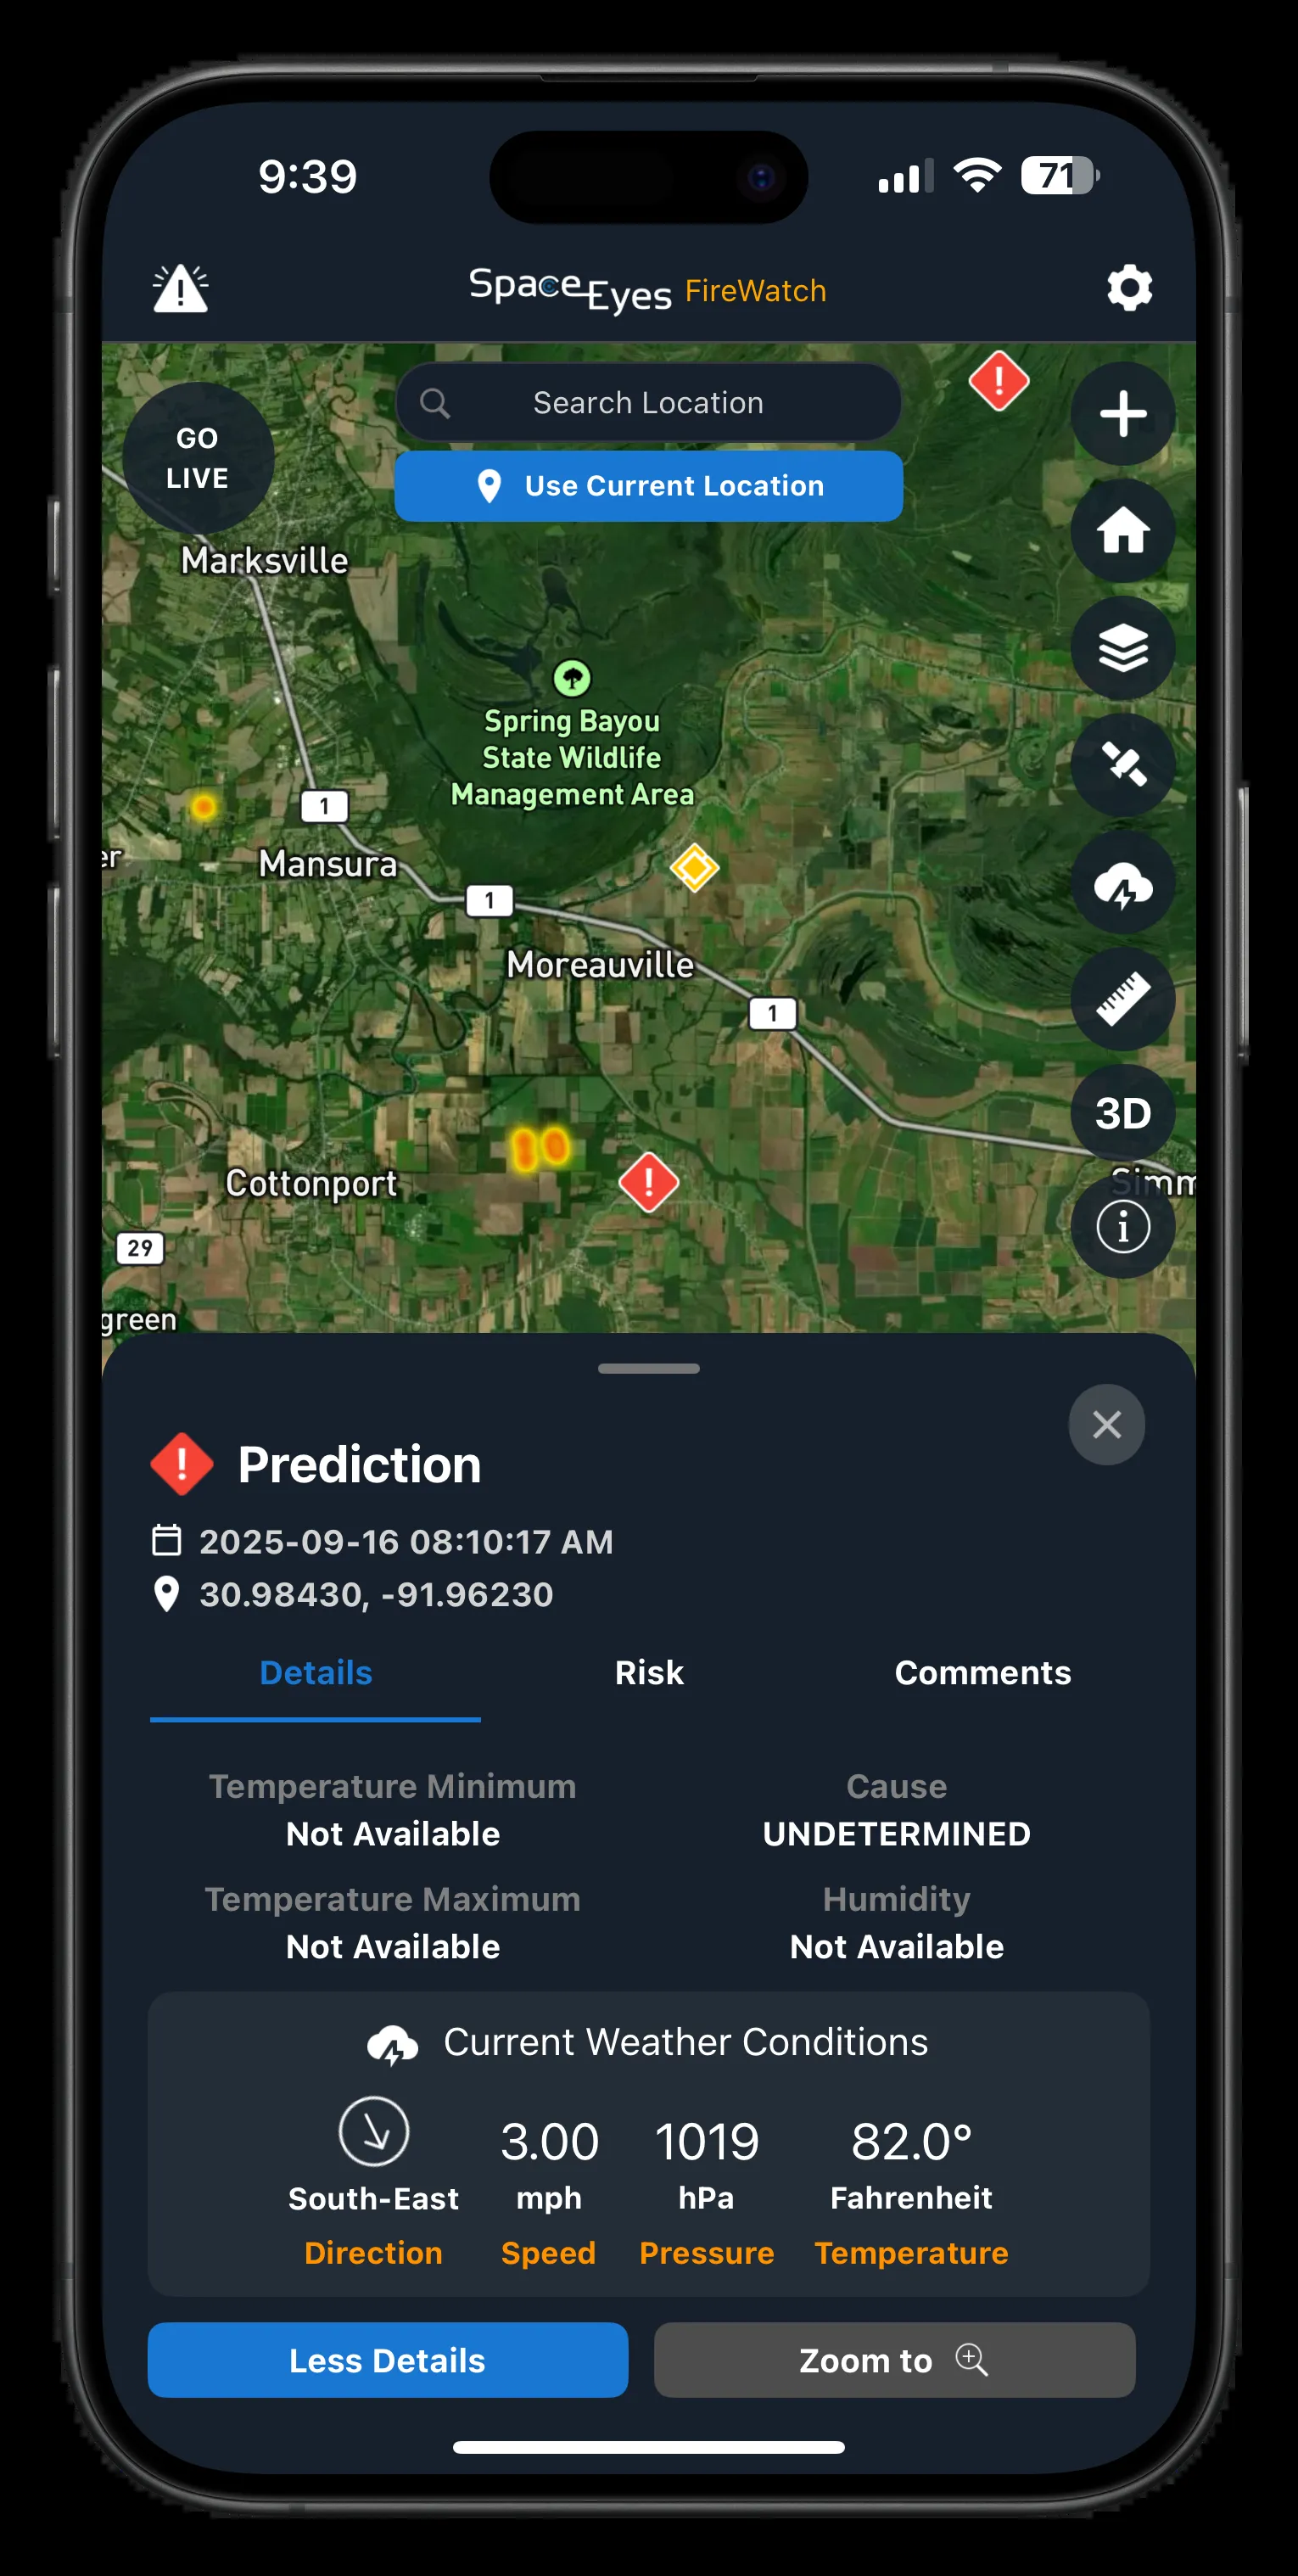 9:39
71
SpaceEyes FireWatch
Search Location
GO
LIVE
Use Current Location
Marksville
Spring Bayou
State Wildlife
Management Area
1
er
Mansura
1
Moreauville
1
3D
Cottonport
Simm
29
green
Prediction
2025-09-16 08:10:17 AM
30.98430, -91.96230
Details Risk Comments
Temperature Minimum Cause
Not Available UNDETERMINED
Temperature Maximum Humidity
Not Available Not Available
Current Weather Conditions
3.00 1019 82.0°
South-East mph hPa Fahrenheit
Direction Speed Pressure Temperature
Less Details Zoom to